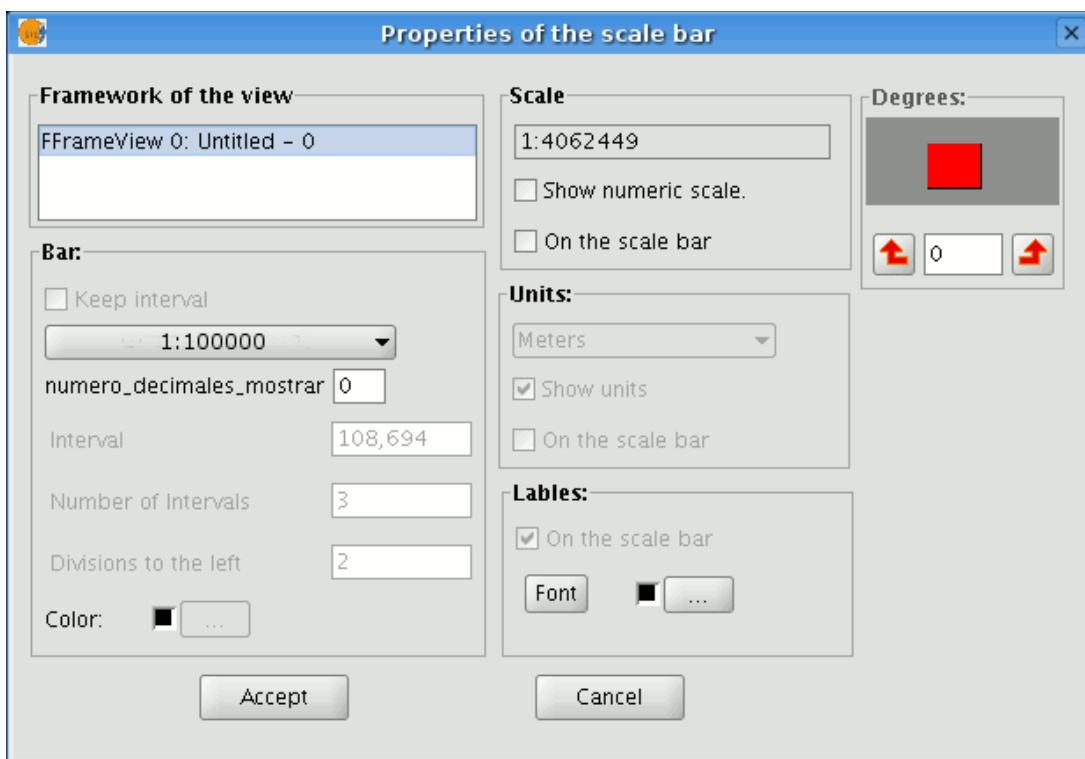 Properties of the scale bar
Framework of the view
FFrameView 0: Untitled - 0
Bar:
Keep interval
1:100000
numero_decimales_mostrar 0
Interval 108,694
Number of Intervals 3
Divisions to the left 2
Color: ...
Scale
1:4062449
Show numeric scale.
On the scale bar
Units:
Meters
Show units
On the scale bar
Lables:
On the scale bar
Font ...
Degrees:
0
Accept Cancel